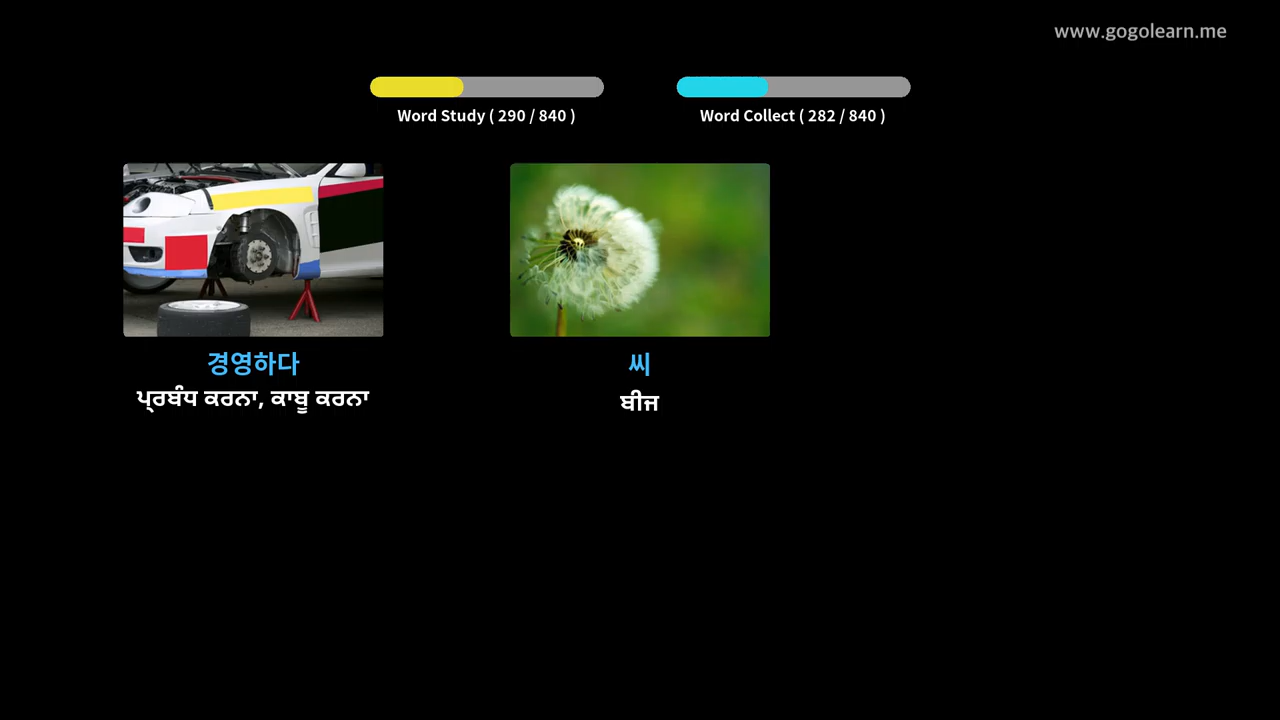 www.gogolearn.me
Word Study ( 290 / 840 )
Word Collect ( 282 / 840 )
경영하다
ਪ੍ਰਬੰਧ ਕਰਨਾ, ਕਾਬੂ ਕਰਨਾ
씨
ਬੀਜ